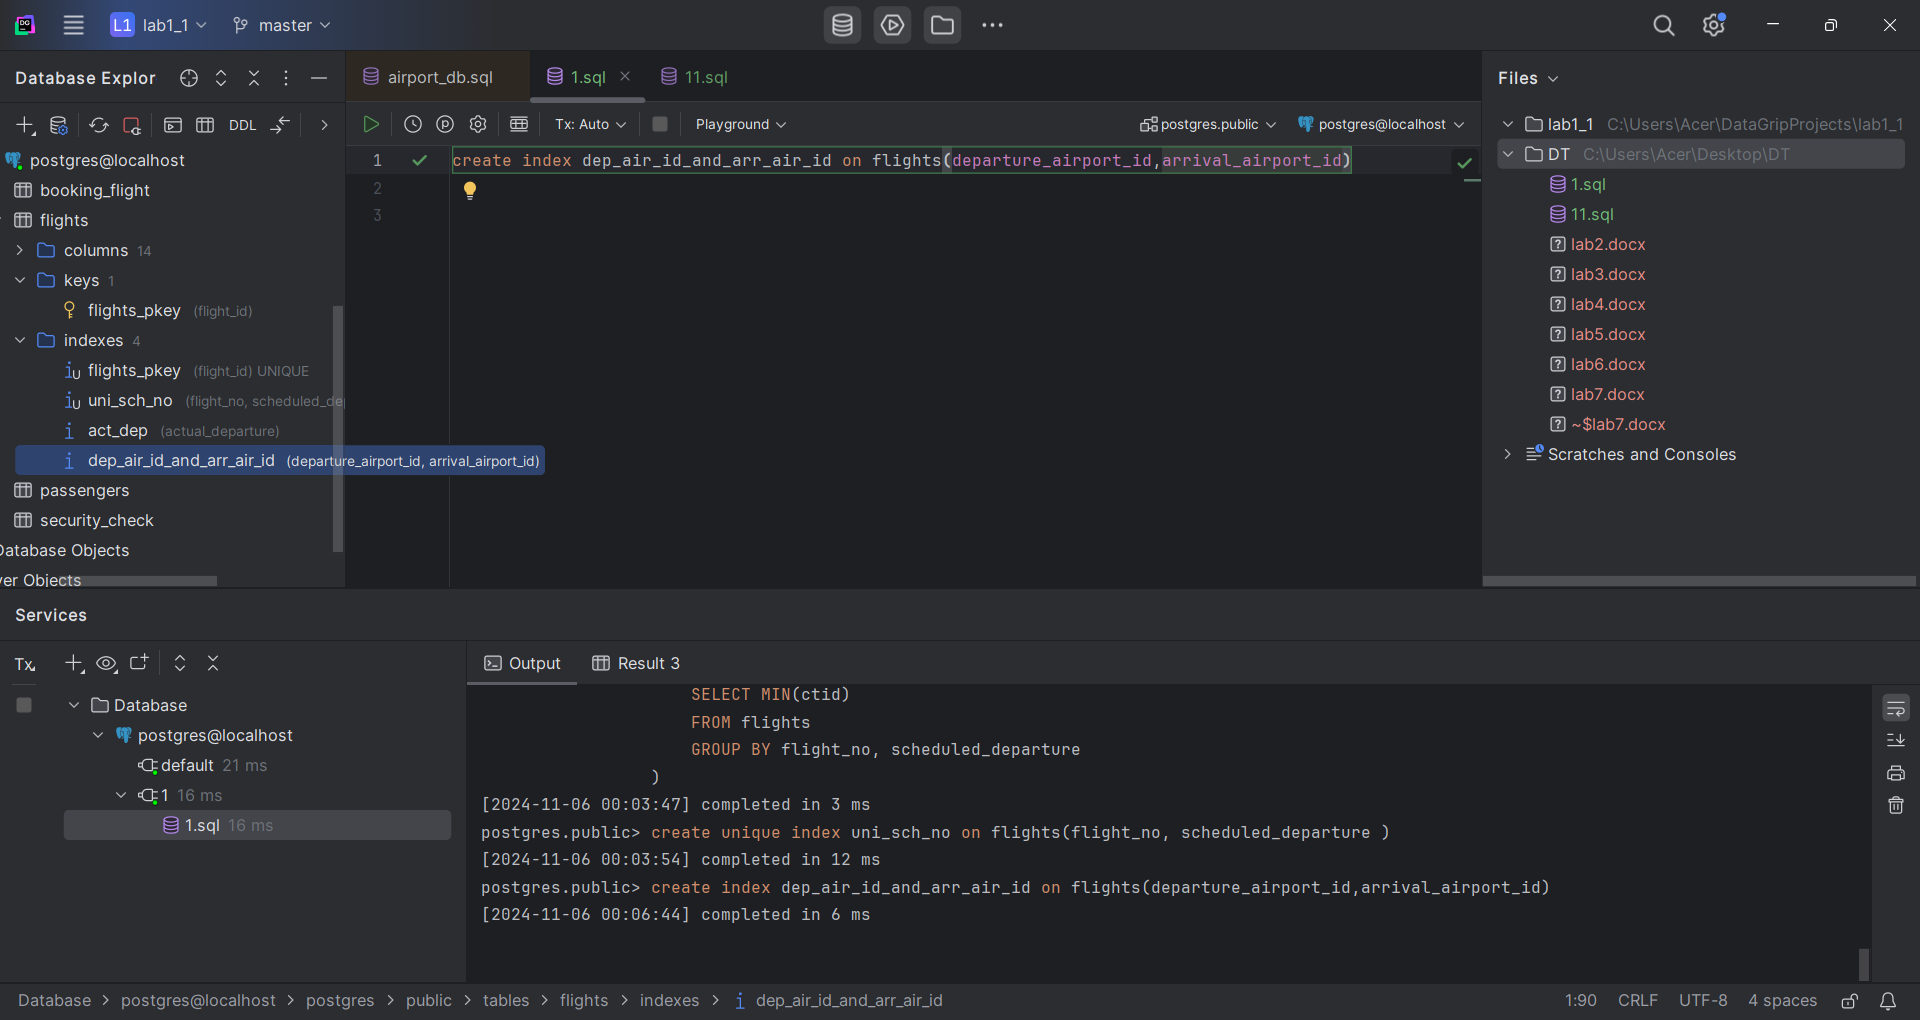 L1 lab1_1 master
Database Explor
airport_db.sql 1.sql 11.sql
Files
DDL
Tx: Auto Playground postgres.public postgres@localhost
postgres@localhost
booking_flight
flights
columns 14
keys 1
flights_pkey (flight_id)
indexes 4
flights_pkey (flight_id) UNIQUE
uni_sch_no (flight_no, scheduled_de
act_dep (actual_departure)
dep_air_id_and_arr_air_id (departure_airport_id, arrival_airport_id)
passengers
security_check
Database Objects
ver Objects
1 create index dep_air_id_and_arr_air_id on flights(departure_airport_id,arrival_airport_id)
2
3
lab1_1 C:\Users\Acer\DataGripProjects\lab1_1
DT C:\Users\Acer\Desktop\DT
1.sql
11.sql
lab2.docx
lab3.docx
lab4.docx
lab5.docx
lab6.docx
lab7.docx
~$lab7.docx
Scratches and Consoles
Services
Tx
Database
postgres@localhost
default 21 ms
1 16 ms
1.sql 16 ms
Output Result 3
SELECT MIN(ctid)
FROM flights
GROUP BY flight_no, scheduled_departure
)
[2024-11-06 00:03:47] completed in 3 ms
postgres.public> create unique index uni_sch_no on flights(flight_no, scheduled_departure )
[2024-11-06 00:03:54] completed in 12 ms
postgres.public> create index dep_air_id_and_arr_air_id on flights(departure_airport_id,arrival_airport_id)
[2024-11-06 00:06:44] completed in 6 ms
Database > postgres@localhost > postgres > public > tables > flights > indexes > dep_air_id_and_arr_air_id
1:90 CRLF UTF-8 4 spaces